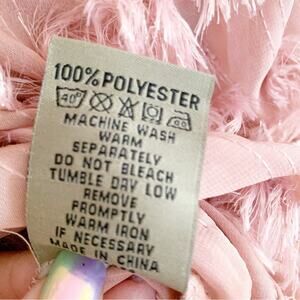 100% POLYESTER
40°
MACHINE WASH
WARM
SEPARATELY
DO NOT BLEACH
TUMBLE DRY LOW
REMOVE
PROMPTLY
WARM IRON
IF NECESSARY
MADE IN CHINA